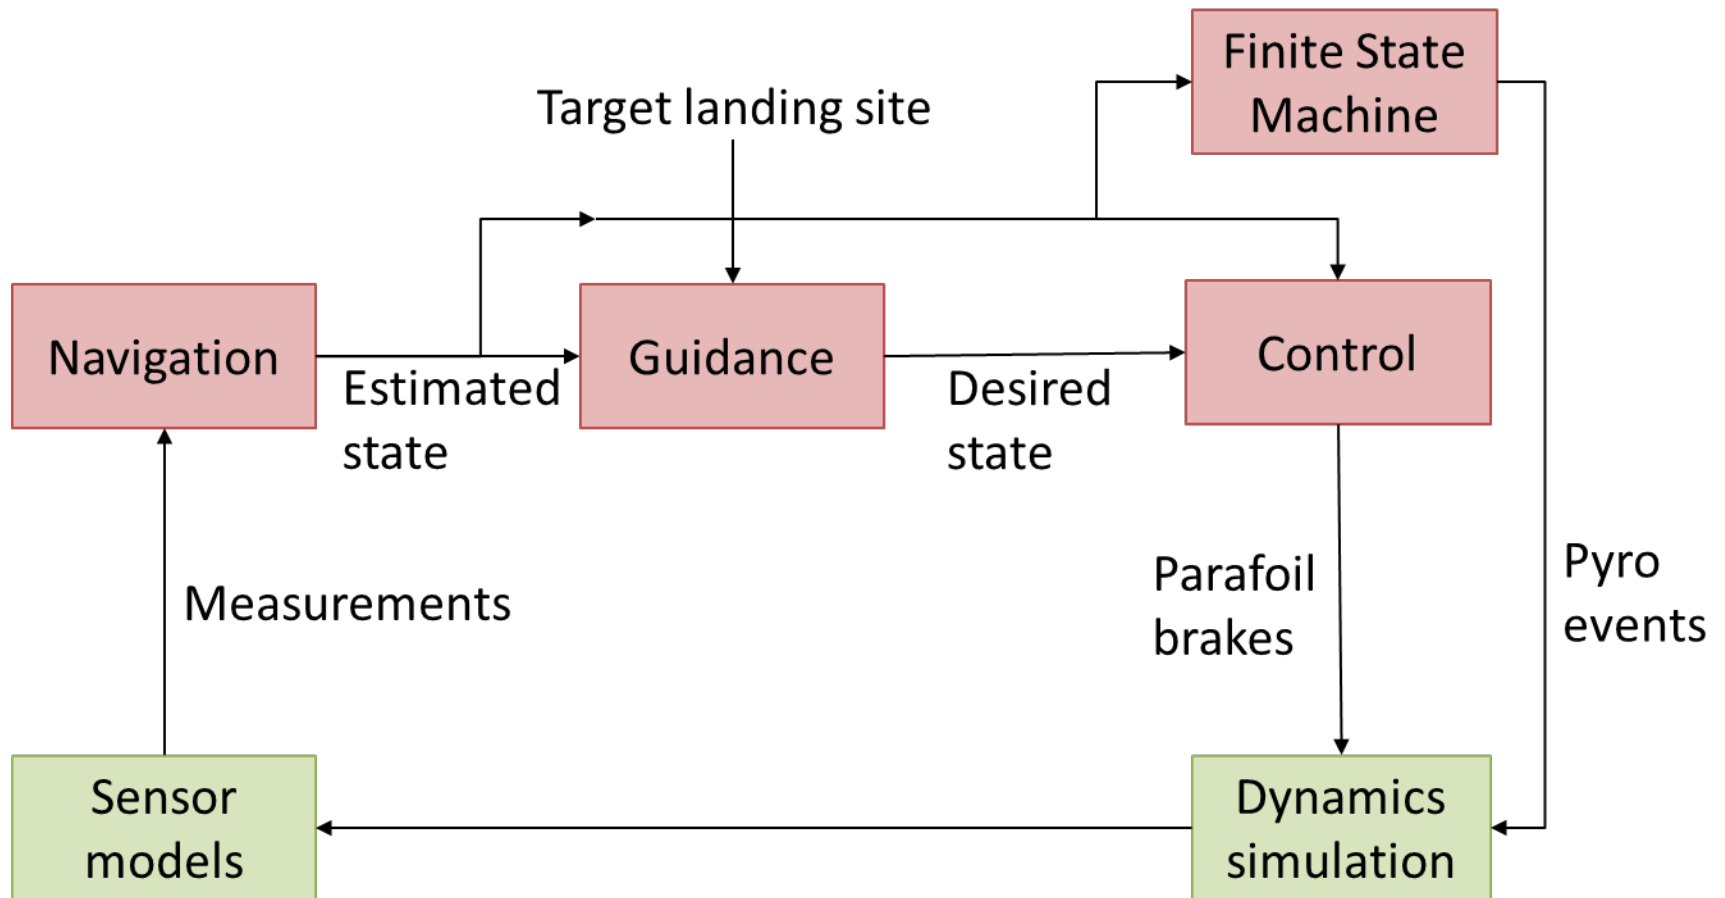 Finite State
Machine
Target landing site
Navigation
Estimated
state
Guidance
Desired
state
Control
Measurements
Parafoil
brakes
Pyro
events
Sensor
models
Dynamics
simulation